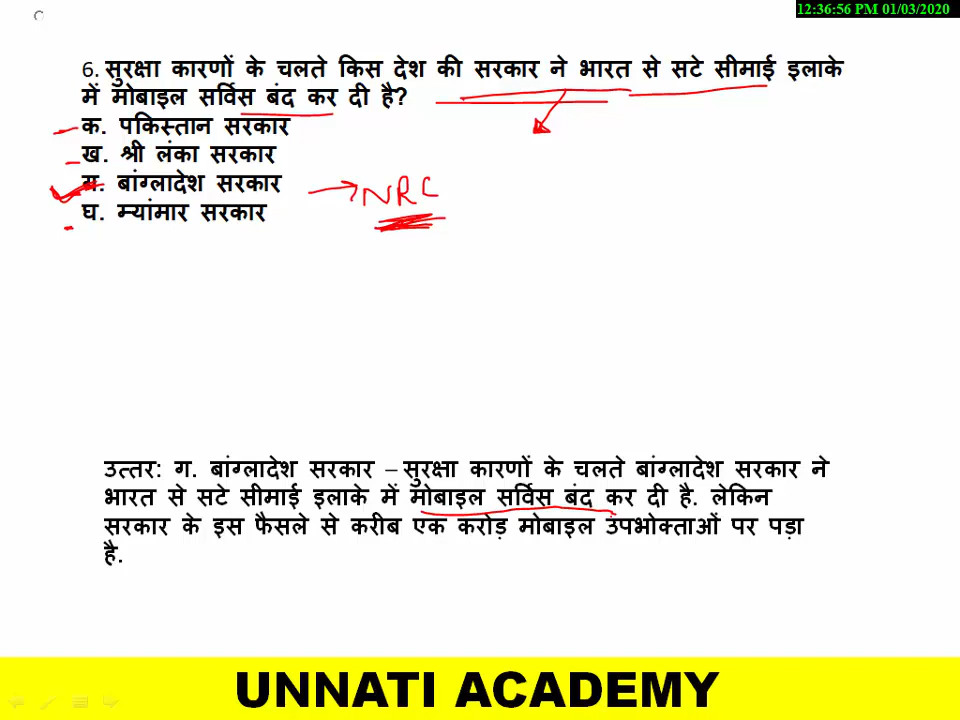 12:36:56 PM 01/03/2020
6. सुरक्षा कारणों के चलते किस देश की सरकार ने भारत से सटे सीमाई इलाके
में मोबाइल सर्विस बंद कर दी है?
क. पकिस्तान सरकार
ख. श्री लंका सरकार
ग. बांग्लादेश सरकार
NRC
घ. म्यांमार सरकार
उत्तर: ग. बांग्लादेश सरकार – सुरक्षा कारणों के चलते बांग्लादेश सरकार ने
भारत से सटे सीमाई इलाके में मोबाइल सर्विस बंद कर दी है. लेकिन
सरकार के इस फैसले से करीब एक करोड़ मोबाइल उपभोक्ताओं पर पड़ा
है.
UNNATI ACADEMY